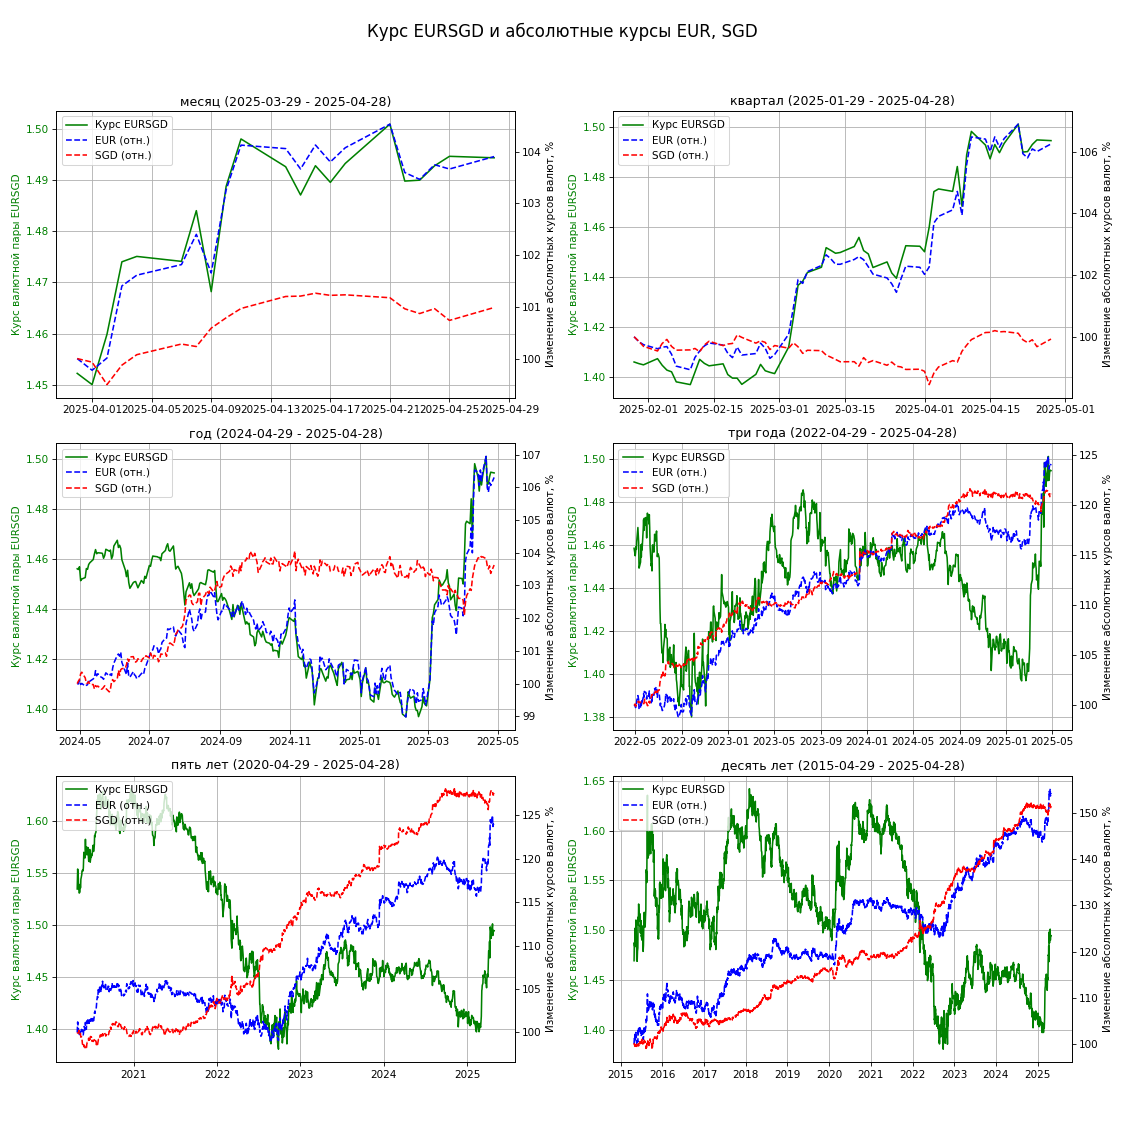 Курс EURSGD и абсолютные курсы EUR, SGD
месяц (2025-03-29 - 2025-04-28)
Курс EURSGD
EUR (отн.)
SGD (отн.)
Курс валютной пары EURSGD
1.50
1.49
1.48
1.47
1.46
1.45
104
103
102
101
100
Изменение абсолютных курсов валют, %
2025-04-01 2025-04-05 2025-04-09 2025-04-13 2025-04-17 2025-04-21 2025-04-25 2025-04-29
квартал (2025-01-29 - 2025-04-28)
Курс EURSGD
EUR (отн.)
SGD (отн.)
Курс валютной пары EURSGD
1.50
1.48
1.46
1.44
1.42
1.40
106
104
102
100
Изменение абсолютных курсов валют, %
2025-02-01 2025-02-15 2025-03-01 2025-03-15 2025-04-01 2025-04-15 2025-05-01
год (2024-04-29 - 2025-04-28)
Курс EURSGD
EUR (отн.)
SGD (отн.)
Курс валютной пары EURSGD
1.50
1.48
1.46
1.44
1.42
1.40
107
106
105
104
103
102
101
100
99
Изменение абсолютных курсов валют, %
2024-05 2024-07 2024-09 2024-11 2025-01 2025-03 2025-05
три года (2022-04-29 - 2025-04-28)
Курс EURSGD
EUR (отн.)
SGD (отн.)
Курс валютной пары EURSGD
1.50
1.48
1.46
1.44
1.42
1.40
1.38
125
120
115
110
105
100
Изменение абсолютных курсов валют, %
2022-05 2022-09 2023-01 2023-05 2023-09 2024-01 2024-05 2024-09 2025-01 2025-05
пять лет (2020-04-29 - 2025-04-28)
Курс EURSGD
EUR (отн.)
SGD (отн.)
Курс валютной пары EURSGD
1.60
1.55
1.50
1.45
1.40
125
120
115
110
105
100
Изменение абсолютных курсов валют, %
2021 2022 2023 2024 2025
десять лет (2015-04-29 - 2025-04-28)
Курс EURSGD
EUR (отн.)
SGD (отн.)
Курс валютной пары EURSGD
1.65
1.60
1.55
1.50
1.45
1.40
150
140
130
120
110
100
Изменение абсолютных курсов валют, %
2015 2016 2017 2018 2019 2020 2021 2022 2023 2024 2025